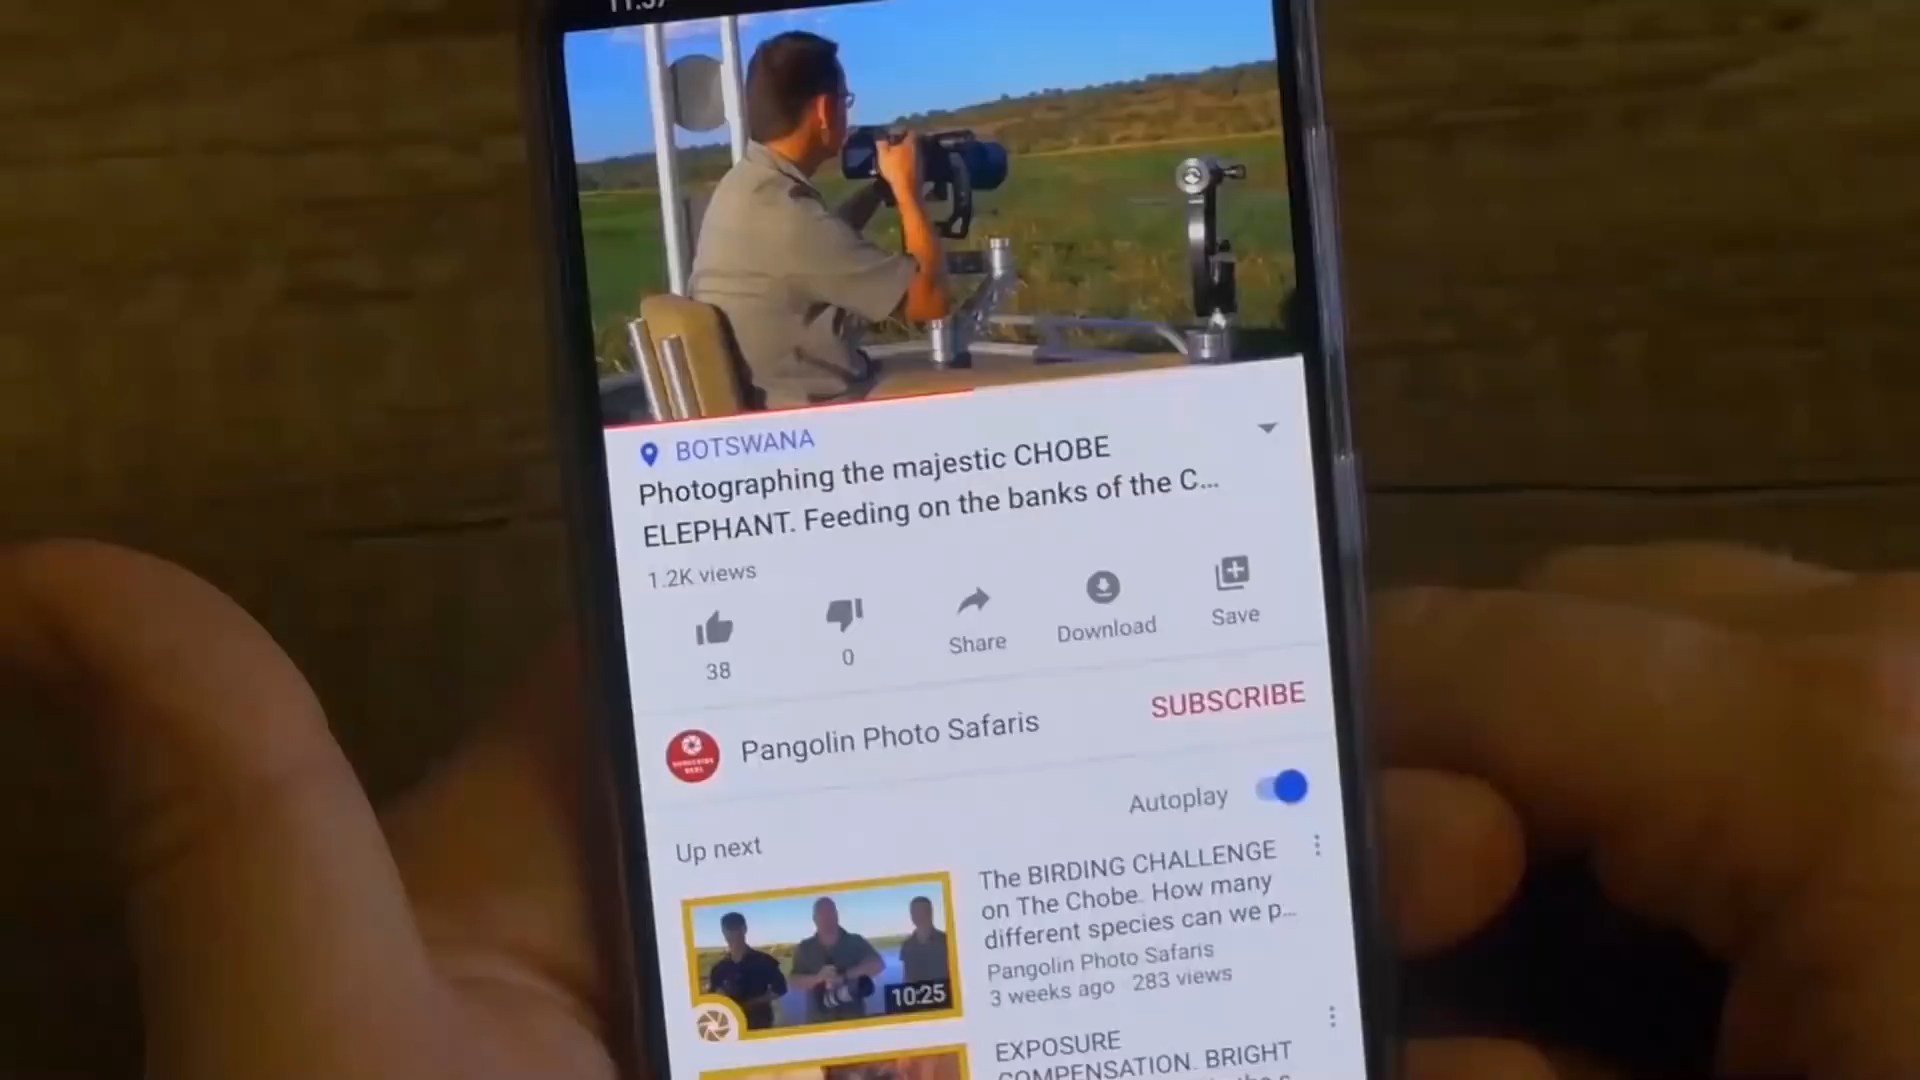 BOTSWANA
Photographing the majestic CHOBE
ELEPHANT. Feeding on the banks of the C...
1.2K views
38
0
Share
Download
Save
Pangolin Photo Safaris
SUBSCRIBE
Autoplay
Up next
The BIRDING CHALLENGE
on The Chobe. How many
different species can we p...
Pangolin Photo Safaris
3 weeks ago 283 views
10:25
EXPOSURE
COMPENSATION. BRIGHT